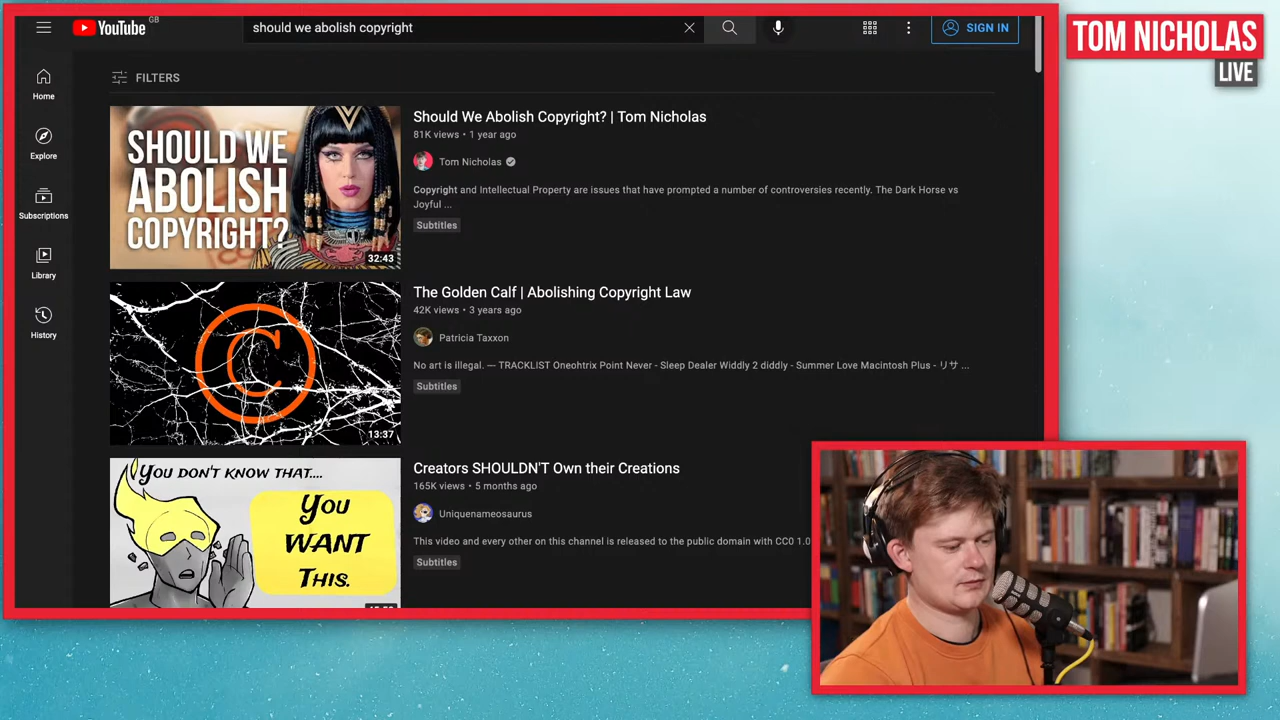 YouTube
GB
should we abolish copyright
SIGN IN
TOM NICHOLAS
LIVE
Home
Explore
Subscriptions
Library
History
FILTERS
SHOULD WE
ABOLISH
COPYRIGHT?
32:43
Should We Abolish Copyright? | Tom Nicholas
81K views • 1 year ago
Tom Nicholas
Copyright and Intellectual Property are issues that have prompted a number of controversies recently. The Dark Horse vs
Joyful ...
Subtitles
C
13:37
The Golden Calf | Abolishing Copyright Law
42K views • 3 years ago
Patricia Taxxon
No art is illegal. — TRACKLIST Oneohtrix Point Never - Sleep Dealer Widdly 2 diddly - Summer Love Macintosh Plus - リサ ...
Subtitles
YOU DON'T KNOW THAT....
YOU
WANT
THIS.
Creators SHOULDN'T Own their Creations
165K views • 5 months ago
Uniquenameosaurus
This video and every other on this channel is released to the public domain with CC0 1.0
Subtitles